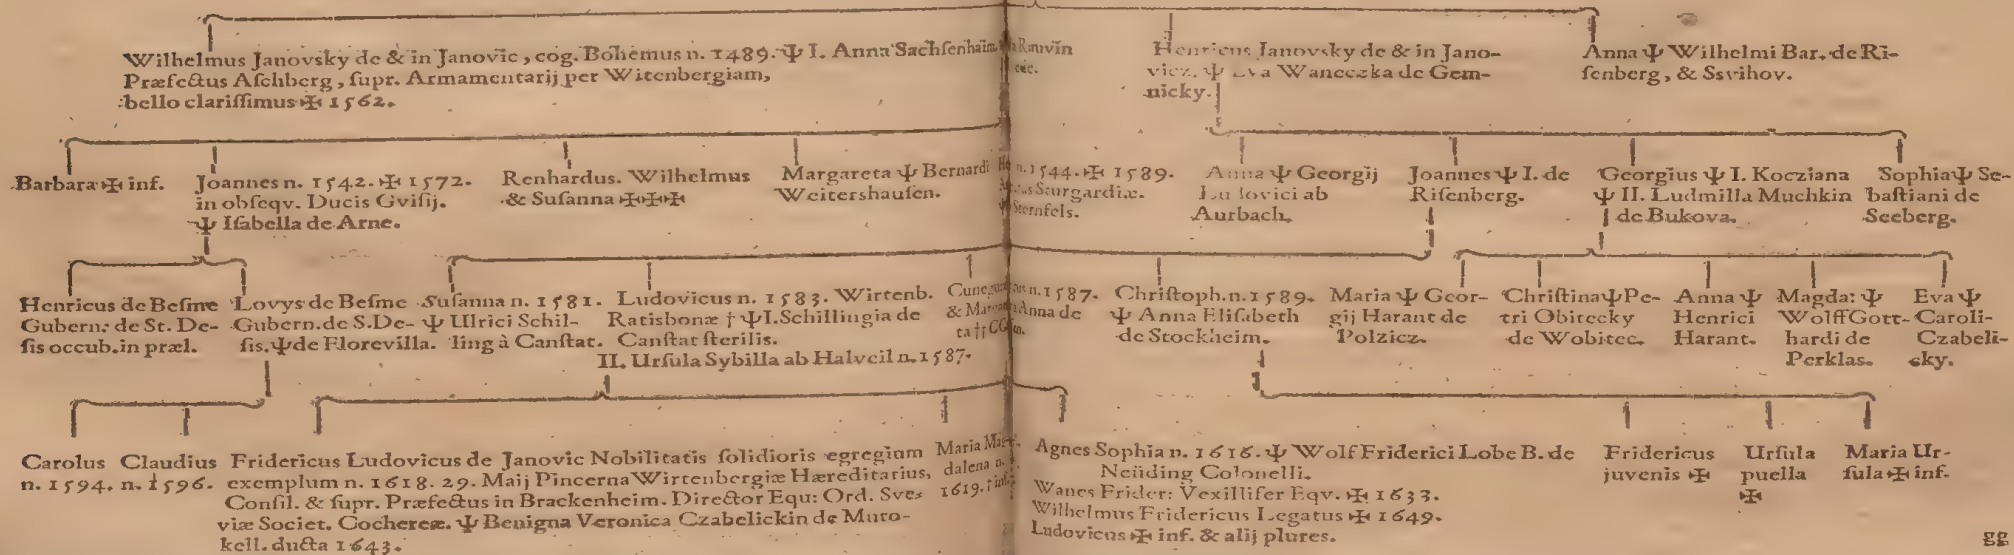 Wilhelmus Janovsky de & in Janovic, cog. Bohemus n. 1489. Ψ I. Anna Sachſenhaim
Præfectus Aſchberg, ſupr. Armamentarij per Witenbergiam,
bello clariſſimus ✠ 1562.
Rauvin
etc.
Henricus Janovsky de & in Jano-
vicz. Ψ Eva Waneczka de Gem-
nicky.
Anna Ψ Wilhelmi Bar. de Ri-
ſenberg, & Ssvihov.
Barbara ✠ inf.
Joannes n. 1542. ✠ 1572.
in obſeqv. Ducis Gviſij.
Ψ Iſabella de Arne.
Renhardus. Wilhelmus
& Suſanna ✠✠✠
Margareta Ψ Bernardi
Weitershauſen.
n. 1544. ✠ 1589.
Sturgardiæ.
Sternfels.
Anna Ψ Georgij
Ludovici ab
Aurbach.
Joannes Ψ I. de
Riſenberg.
Georgius Ψ I. Kocziana
Ψ II. Ludmilla Muchkin
de Bukova.
Sophia Ψ Se-
baſtiani de
Seeberg.
Henricus de Beſme
Gubern: de St. De-
ſis occub. in præl.
Lovys de Beſme
Gubern. de S. De-
ſis. Ψ de Florevilla.
Suſanna n. 1581.
Ψ Ulrici Schil-
ling à Canſtat.
Ludovicus n. 1583. Wirtenb.
Ratisbonæ † Ψ I. Schillingia de
Canſtat ſterilis.
II. Urſula Sybilla ab Halveil n. 1587.
n. 1587.
& Anna de
ta ††
Chriſtoph. n. 1589.
Ψ Anna Eliſabeth
de Stockheim.
Maria Ψ Geor-
gij Harant de
Polzicz.
Chriſtina Ψ Pe-
tri Obitecky
de Wobitec.
Anna Ψ
Henrici
Harant.
Magda: Ψ
Wolff Gott-
hardi de
Perklas.
Eva Ψ
Caroli
Czabeli-
sky.
Carolus
n. 1594.
Claudius
n. 1596.
Fridericus Ludovicus de Janovic Nobilitatis ſolidioris egregium
exemplum n. 1618. 29. Maij Pincerna Wirtenbergiæ Hæreditarius,
Conſil. & ſupr. Præfectus in Brackenheim. Director Equ: Ord. Sve-
viæ Societ. Cochereæ. Ψ Benigna Veronica Czabelickin de Muro-
kell. ducta 1643.
Maria Mag-
dalena n.
1619. † inf.
Agnes Sophia n. 1616. Ψ Wolf Friderici Lobe B. de
Neüding Colonelli.
Wanes Frider: Vexillifer Eqv. ✠ 1633.
Wilhelmus Fridericus Legatus ✠ 1649.
Ludovicus ✠ inf. & alij plures.
Fridericus
juvenis ✠
Urſula
puella
✠
Maria Ur-
ſula ✠ inf.
gg